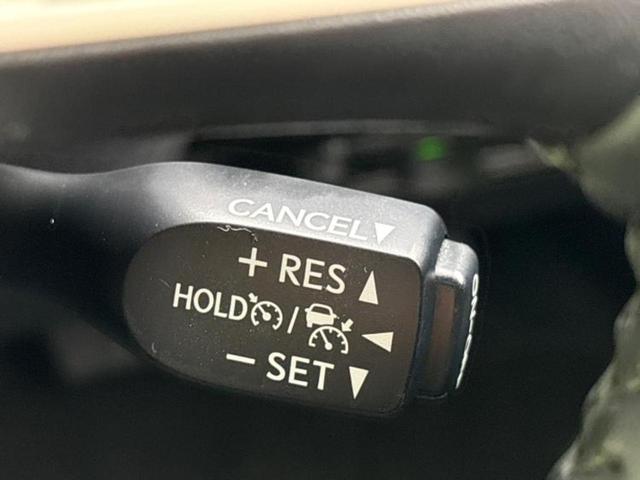 CANCEL▼
+ RES ▲
HOLD / ◀
− SET ▼